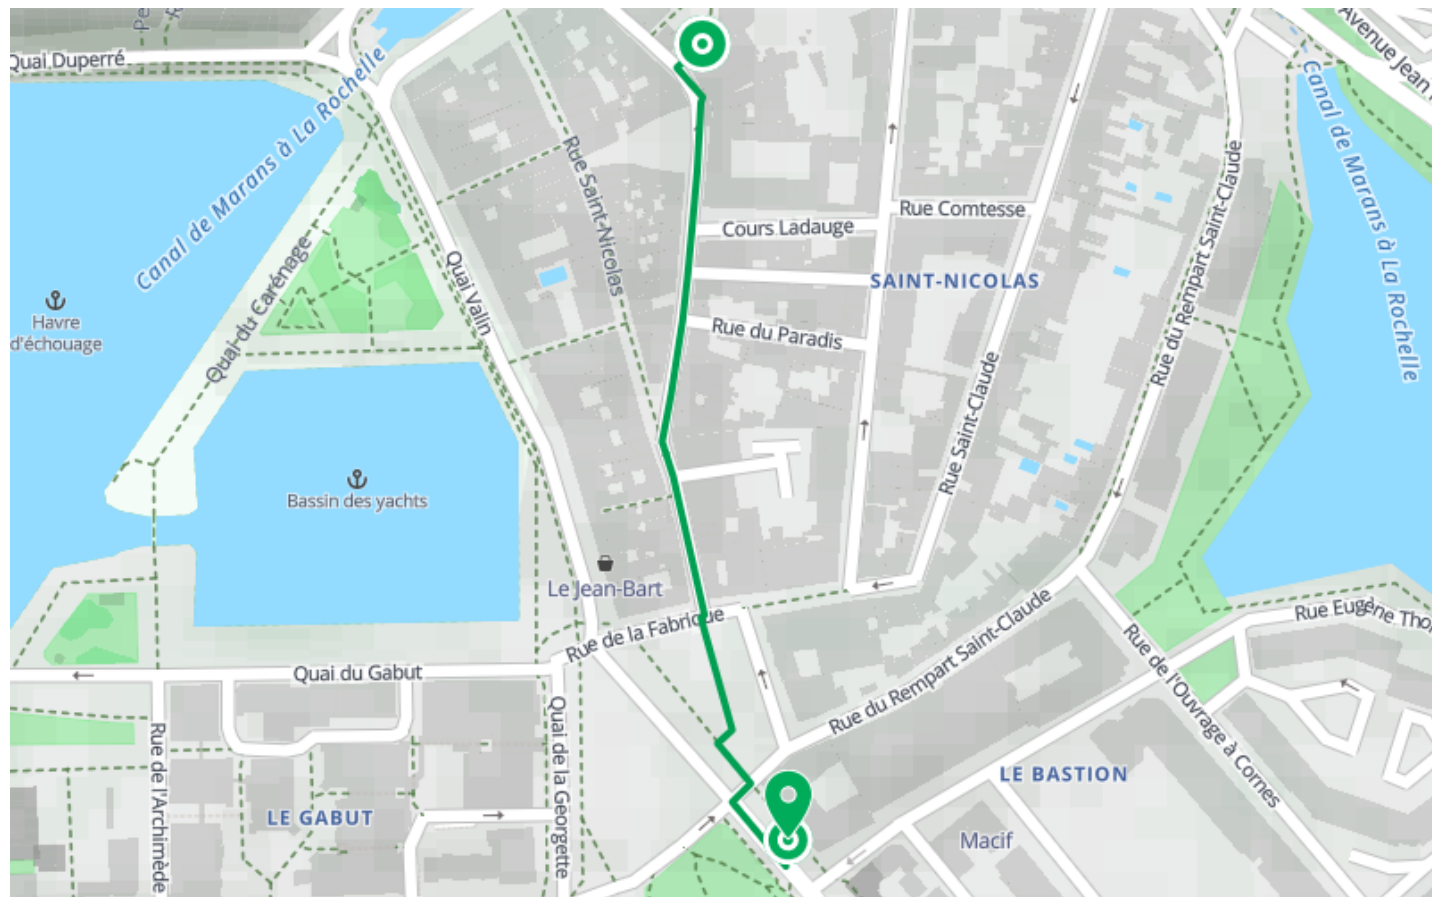 Pe
R
Quai Duperré
Canal de Marans à La Rochelle
Avenue Jean
Canal de Marans à La Rochelle
Rue Saint-Nicolas
Rue du Rempart Saint-Claude
Rue Comtesse
Cours Ladauge
Quai du Carénage
Quai Valin
SAINT-NICOLAS
Havre
d'échouage
Rue du Paradis
Rue Saint-Claude
Bassin des yachts
Le Jean-Bart
Rue de la Fabrique
Rue Eugène Tho
Rue du Rempart Saint-Claude
Rue de l'Ouvrage à Cornes
Quai du Gabut
Rue de l'Archimède
Quai de la Georgette
LE BASTION
LE GABUT
Macif